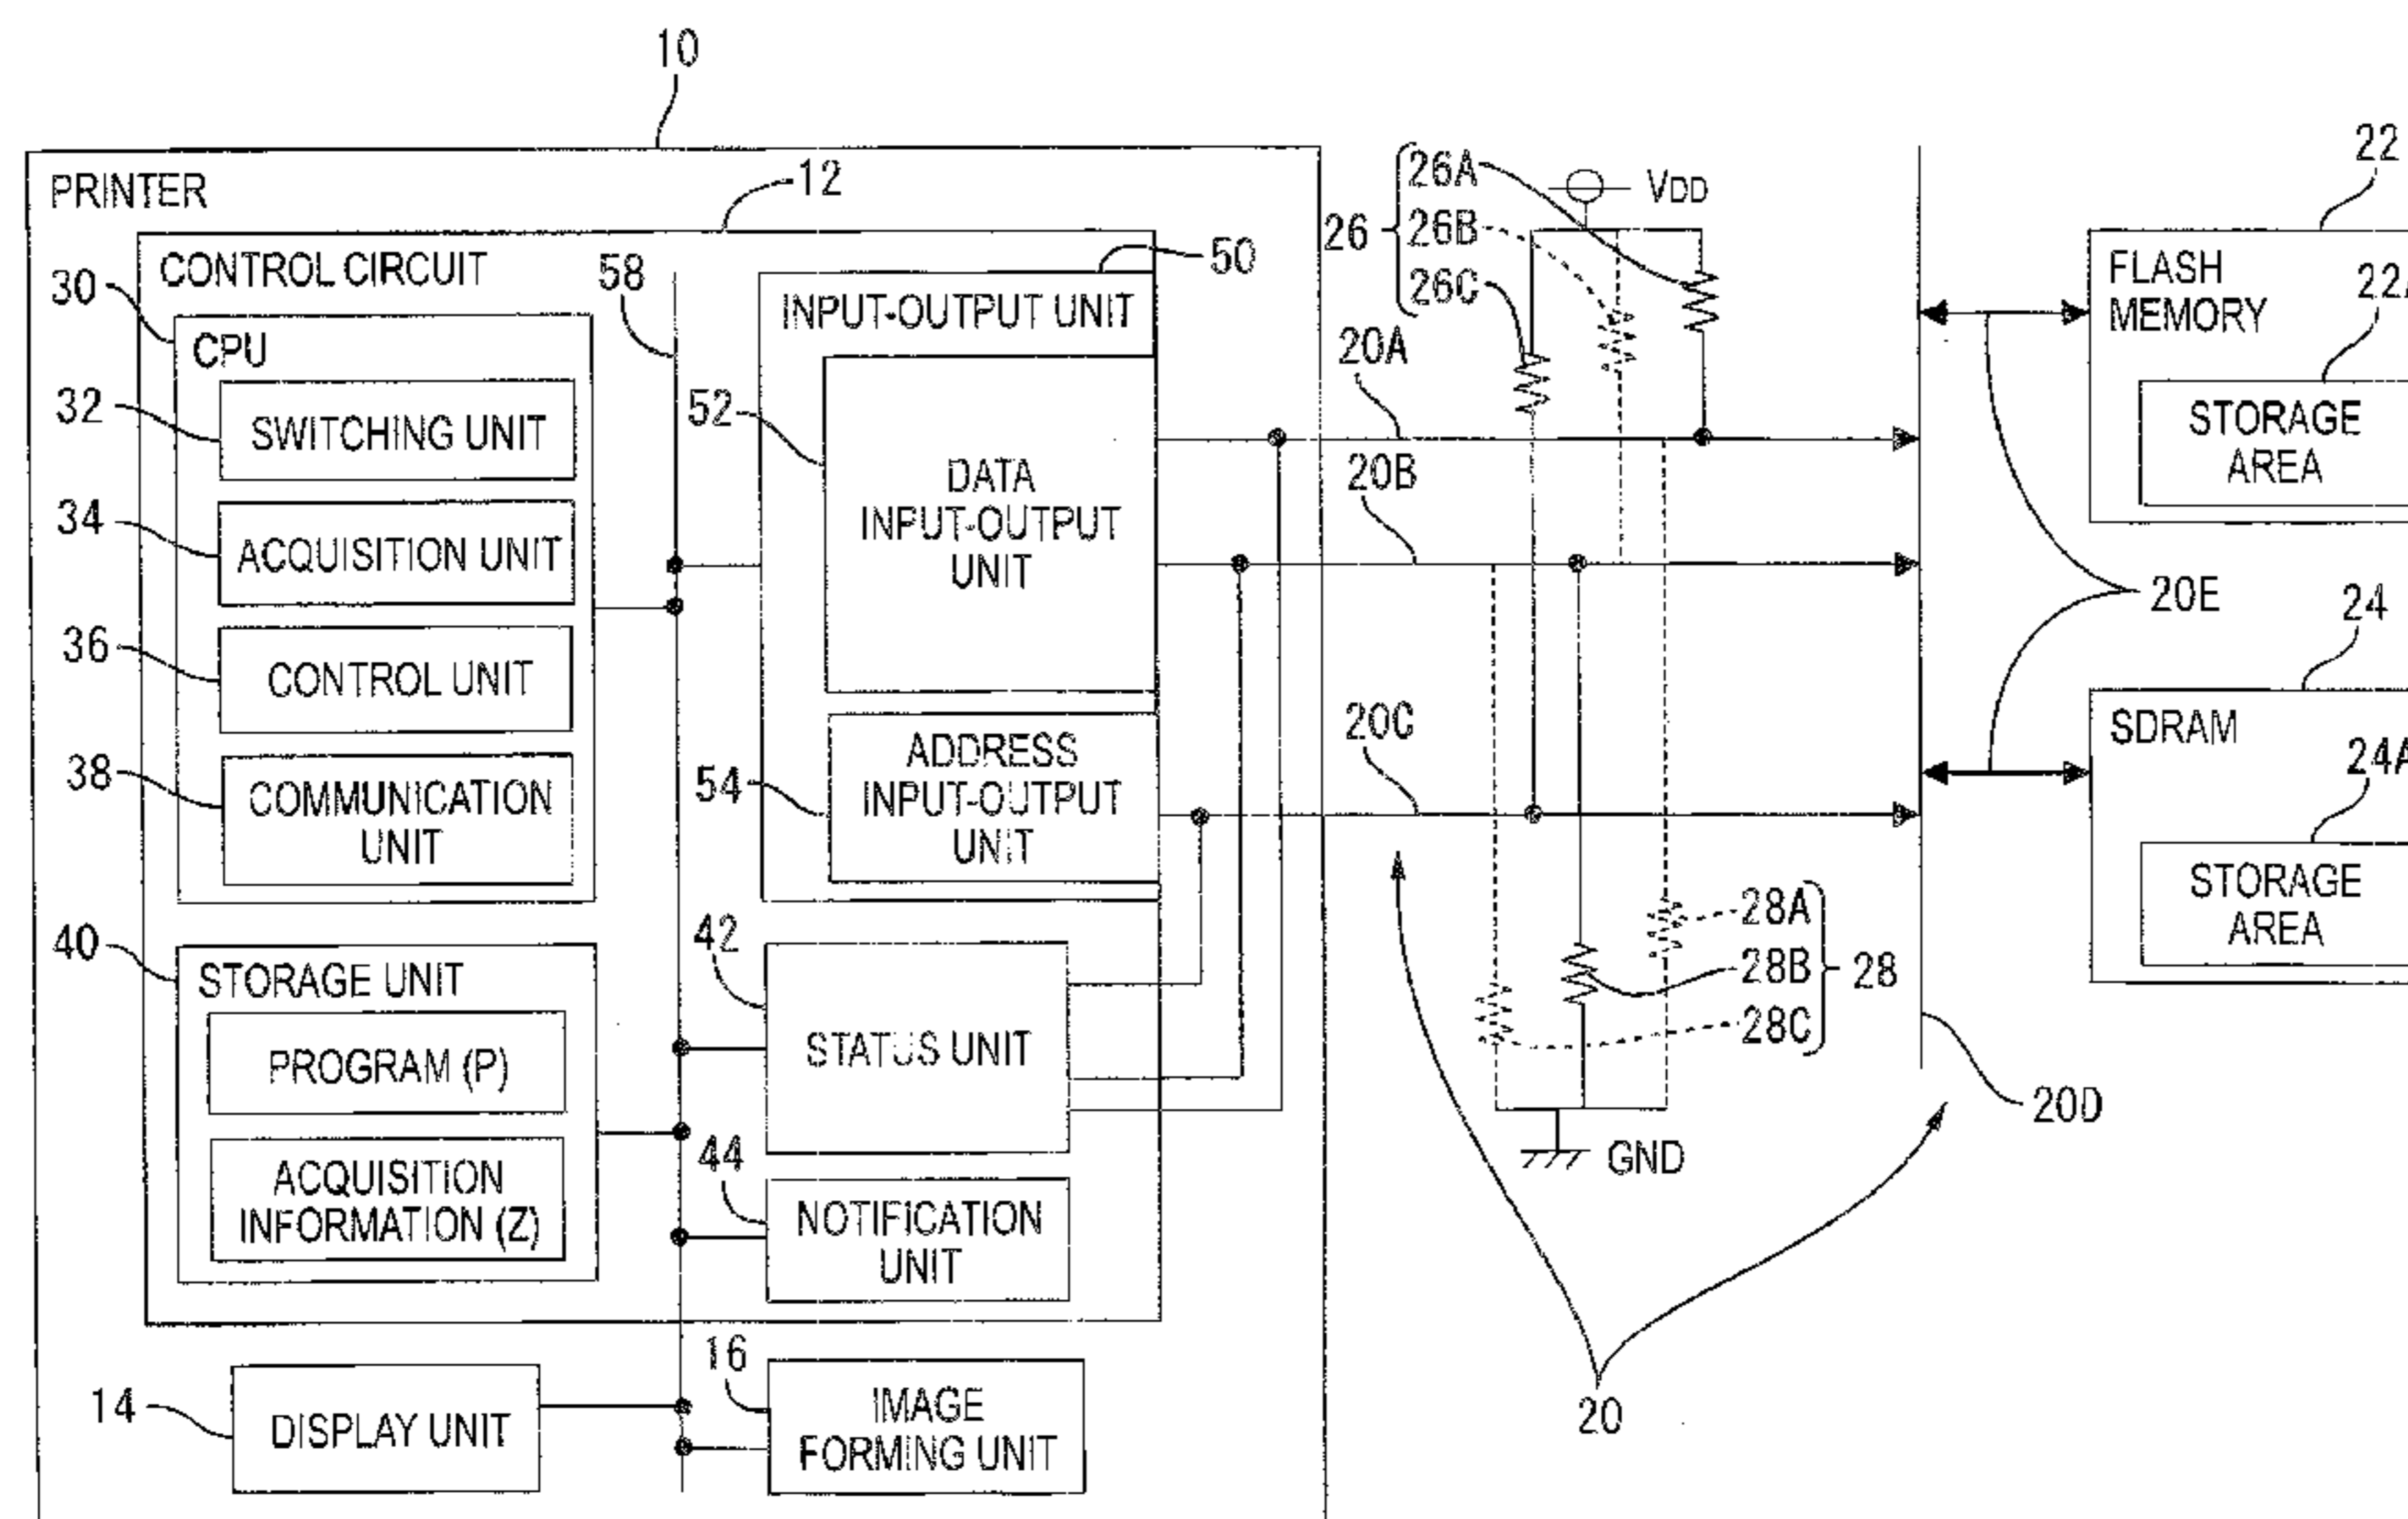 10
PRINTER
12
CONTROL CIRCUIT
30
CPU
32
SWITCHING UNIT
34
ACQUISITION UNIT
36
CONTROL UNIT
38
COMMUNICATION
UNIT
40
STORAGE UNIT
PROGRAM (P)
ACQUISITION
INFORMATION (Z)
58
50
INPUT-OUTPUT UNIT
52
DATA
INPUT-OUTPUT
UNIT
54
ADDRESS
INPUT-OUTPUT
UNIT
42
STATUS UNIT
44
NOTIFICATION
UNIT
14
DISPLAY UNIT
16
IMAGE
FORMING UNIT
26
26A
26B
26C
VDD
20A
20B
20C
28A
28B
28C
28
GND
20
20D
20E
22
FLASH
MEMORY
STORAGE
AREA
24
SDRAM
24A
STORAGE
AREA